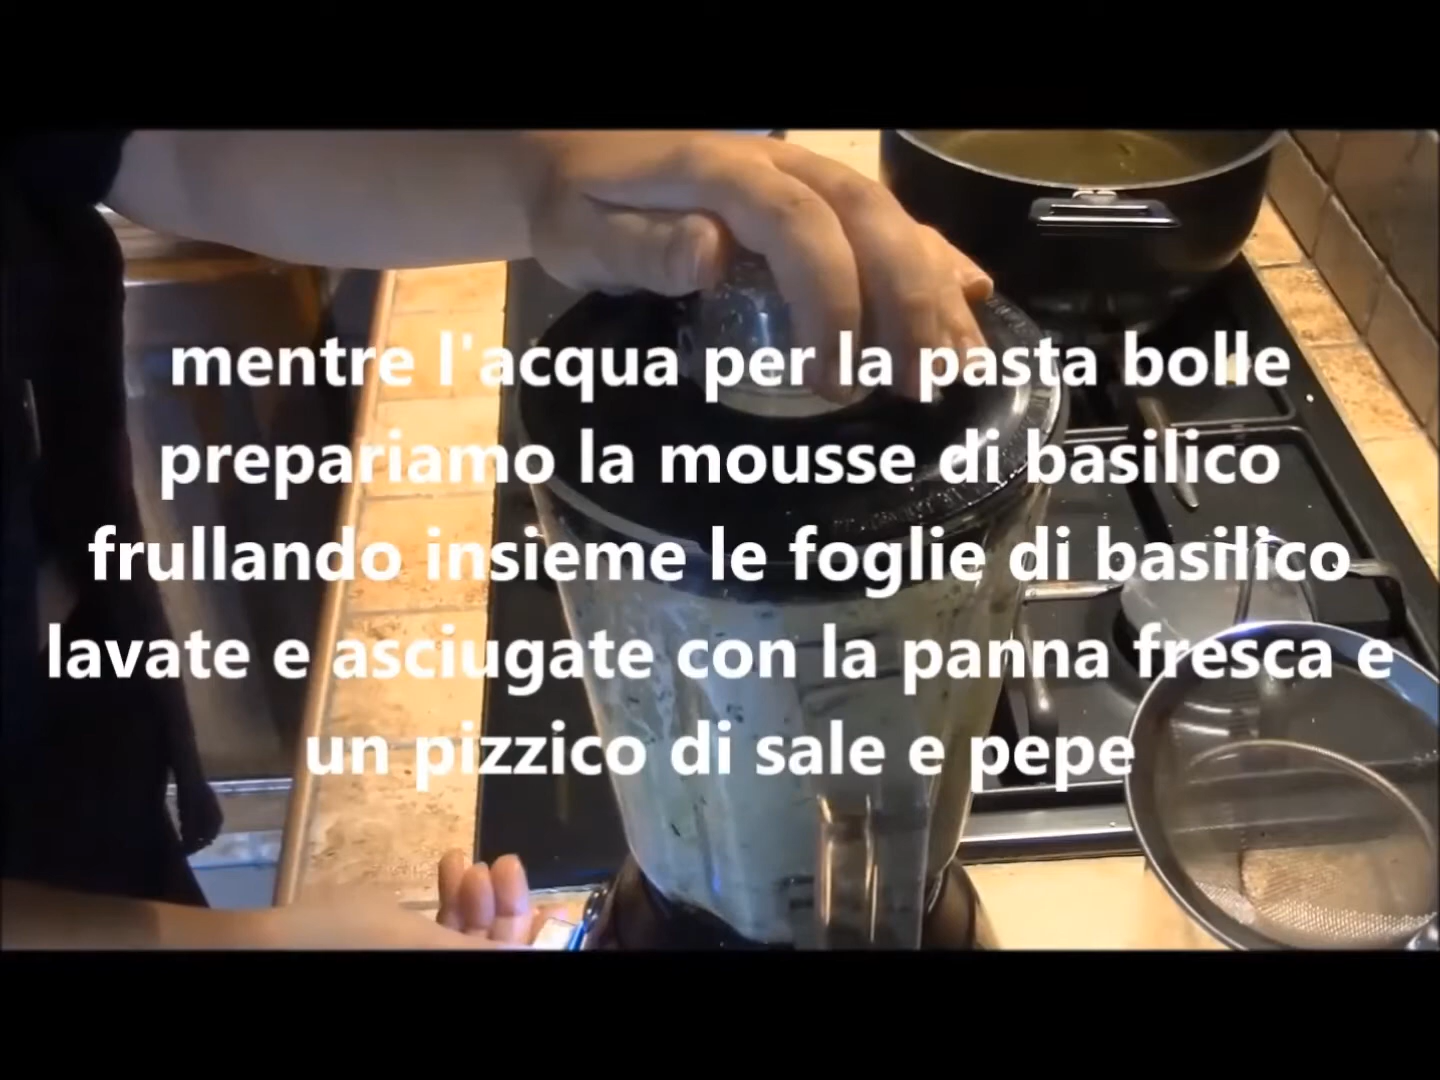 mentre l'acqua per la pasta bolle
prepariamo la mousse di basilico
frullando insieme le foglie di basilico
lavate e asciugate con la panna fresca e
un pizzico di sale e pepe